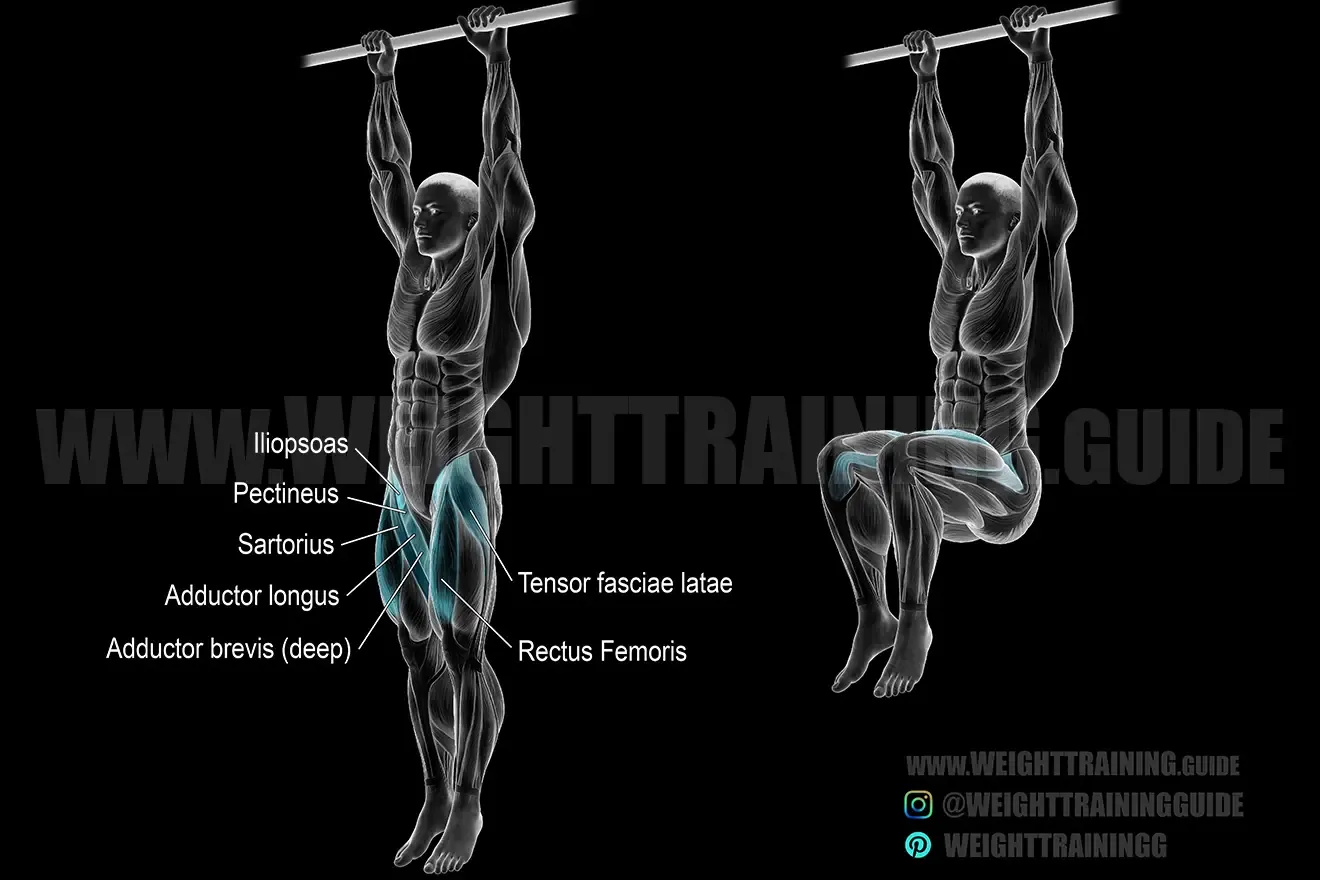 WWW.WEIGHTTRAINING.GUIDE
Iliopsoas
Pectineus
Sartorius
Adductor longus
Adductor brevis (deep)
Tensor fasciae latae
Rectus Femoris
WWW.WEIGHTTRAINING.GUIDE
@WEIGHTTRAININGGUIDE
WEIGHTTRAININGG